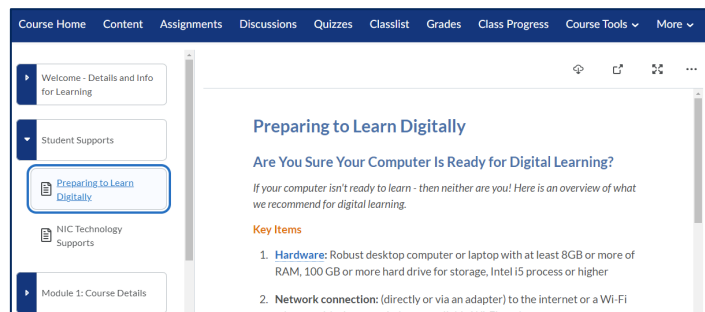 Course Home Content Assignments Discussions Quizzes Classlist Grades Class Progress Course Tools More
Welcome - Details and Info
for Learning
Student Supports
Preparing to Learn
Digitally
NIC Technology
Supports
Module 1: Course Details
Preparing to Learn Digitally
Are You Sure Your Computer Is Ready for Digital Learning?
If your computer isn't ready to learn - then neither are you! Here is an overview of what
we recommend for digital learning.
Key Items
1. Hardware: Robust desktop computer or laptop with at least 8GB or more of
RAM, 100 GB or more hard drive for storage, Intel i5 process or higher
2. Network connection: (directly or via an adapter) to the internet or a Wi-Fi